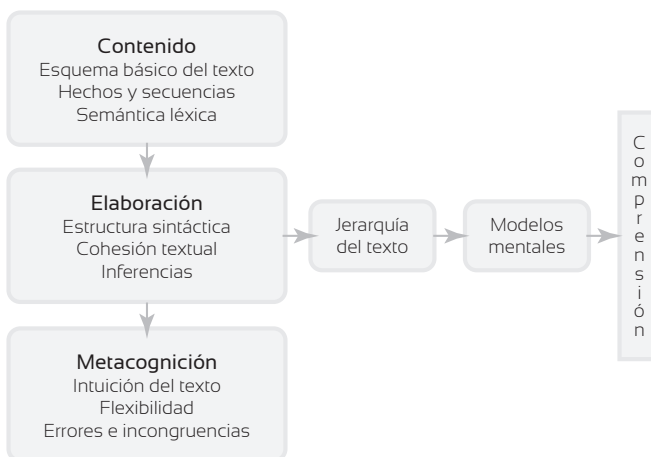 Contenido
Esquema básico del texto
Hechos y secuencias
Semántica léxica
Elaboración
Estructura sintáctica
Cohesión textual
Inferencias
Jerarquía
del texto
Modelos
mentales
Comprensión
Metacognición
Intuición del texto
Flexibilidad
Errores e incongruencias